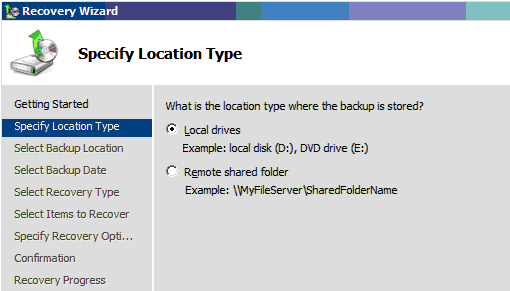 Recovery Wizard
Specify Location Type
Getting Started
Specify Location Type
Select Backup Location
Select Backup Date
Select Recovery Type
Select Items to Recover
Specify Recovery Opti...
Confirmation
Recovery Progress
What is the location type where the backup is stored?
Local drives
Example: local disk (D:), DVD drive (E:)
Remote shared folder
Example: \\MyFileServer\SharedFolderName